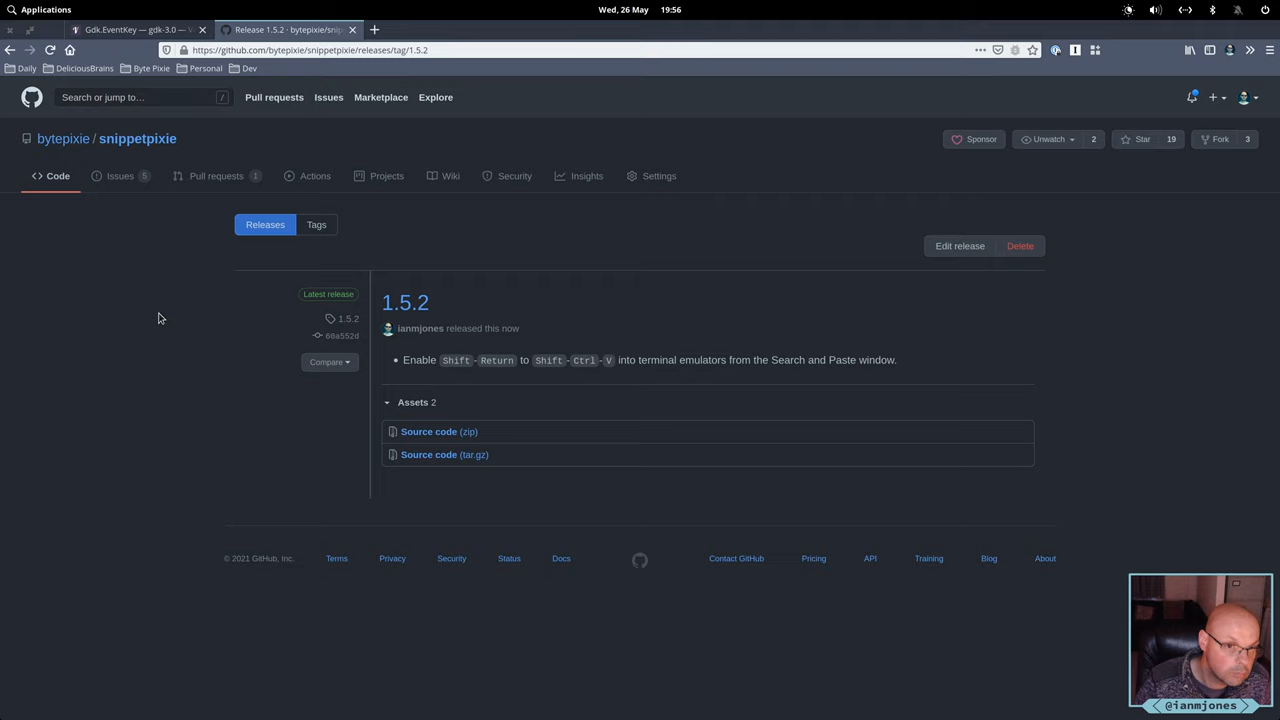 Applications
Wed, 26 May 19:56
Gdk.EventKey — gdk-3.0 — V
Release 1.5.2 · bytepixie/snip
https://github.com/bytepixie/snippetpixie/releases/tag/1.5.2
Daily DeliciousBrains Byte Pixie Personal Dev
Search or jump to… /
Pull requests Issues Marketplace Explore
bytepixie / snippetpixie
Sponsor Unwatch 2 Star 19 Fork 3
Code Issues 5 Pull requests 1 Actions Projects Wiki Security Insights Settings
Releases Tags
Edit release Delete
Latest release
1.5.2
60a552d
Compare
1.5.2
ianmjones released this now
Enable Shift-Return to Shift-Ctrl-V into terminal emulators from the Search and Paste window.
Assets 2
Source code (zip)
Source code (tar.gz)
© 2021 GitHub, Inc. Terms Privacy Security Status Docs Contact GitHub Pricing API Training Blog About
@ianmjones